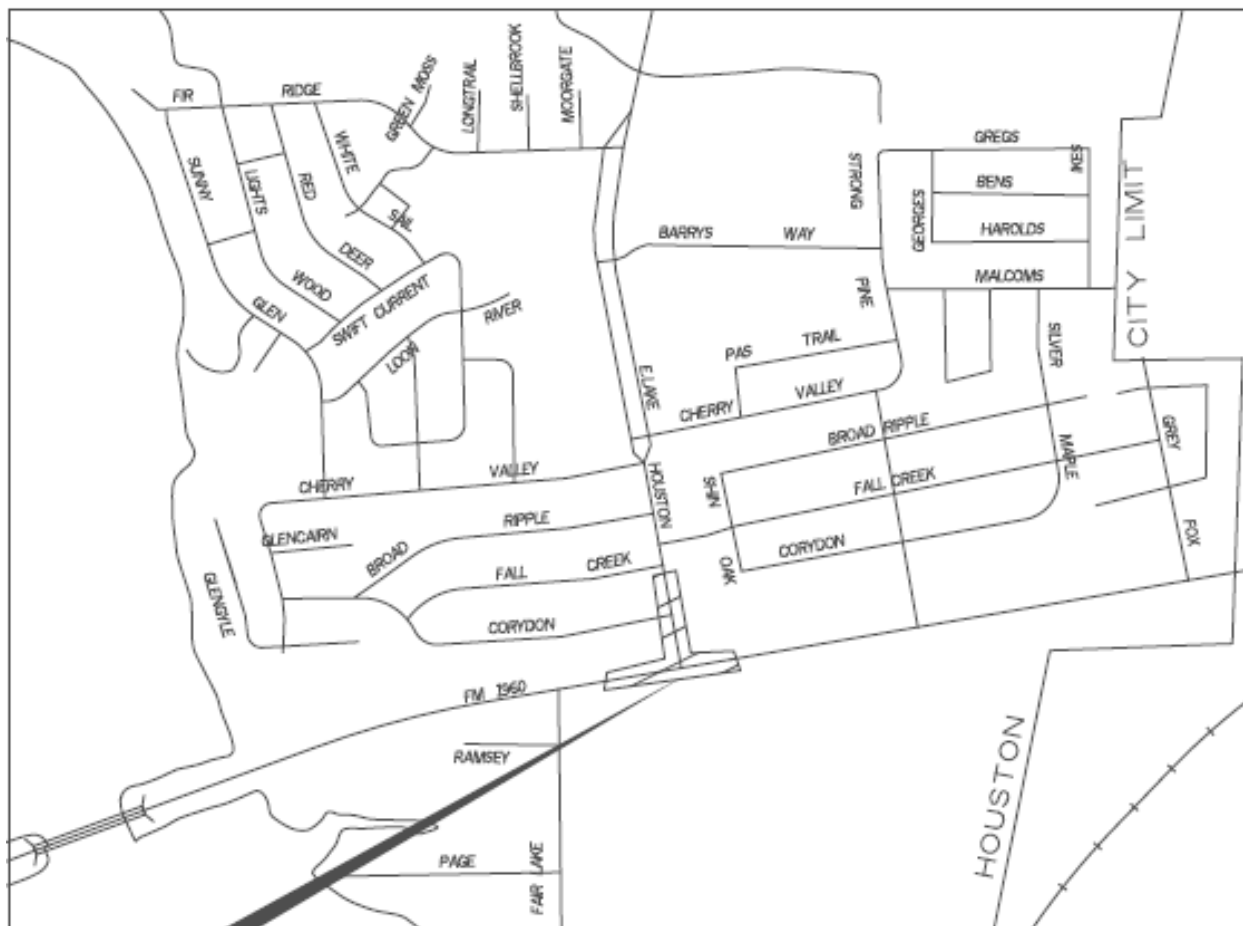 FIR RIDGE
GREEN MOSS
LONGTRAIL
SHELLBROOK
MOORGATE
SUNNY
LIGHTS
RED
WHITE
SAIL
DEER
WOOD
GLEN
SWIFT CURRENT
LOON
RIVER
STRONG
GREGS
IKES
BENS
GEORGES
HAROLDS
MALCOMS
CITY LIMIT
BARRYS WAY
PINE
PAS TRAIL
SILVER
E.LAKE
CHERRY VALLEY
BROAD RIPPLE
MAPLE
GREY
FOX
FALL CREEK
OAK
CORYDON
CHERRY VALLEY
HOUSTON
GLENCAIRN
BROAD RIPPLE
FALL CREEK
GLENGYLE
CORYDON
FM 1960
RAMSEY
PAGE
FAIR LAKE
HOUSTON